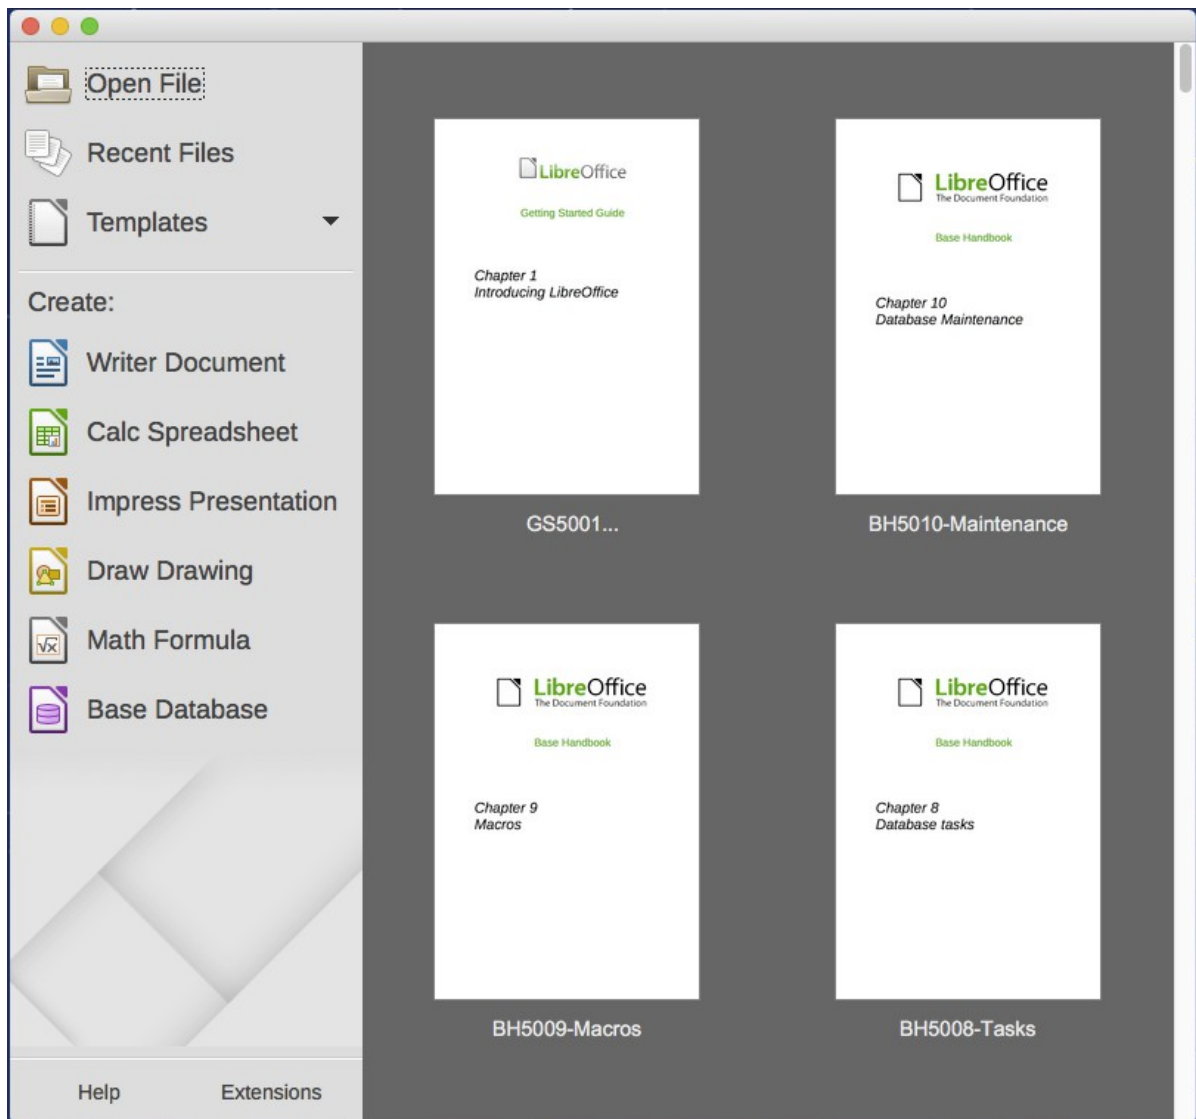 Open File
Recent Files
Templates
Create:
Writer Document
Calc Spreadsheet
Impress Presentation
Draw Drawing
Math Formula
Base Database
Help
Extensions
LibreOffice
Getting Started Guide
Chapter 1
Introducing LibreOffice
GS5001...
LibreOffice
The Document Foundation
Base Handbook
Chapter 10
Database Maintenance
BH5010-Maintenance
LibreOffice
The Document Foundation
Base Handbook
Chapter 9
Macros
BH5009-Macros
LibreOffice
The Document Foundation
Base Handbook
Chapter 8
Database tasks
BH5008-Tasks